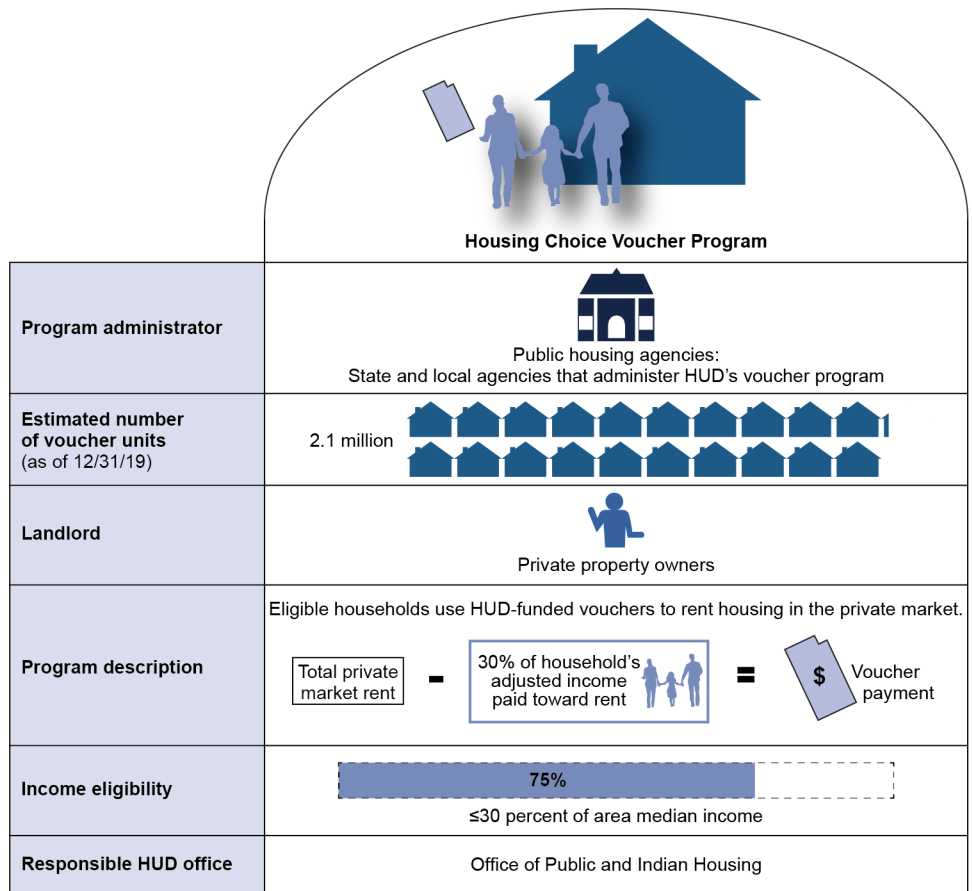 Housing Choice Voucher Program
Program administrator
Public housing agencies:
State and local agencies that administer HUD's voucher program
Estimated number
of voucher units
(as of 12/31/19)
2.1 million
Landlord
Private property owners
Program description
Eligible households use HUD-funded vouchers to rent housing in the private market.
Total private
market rent
-
30% of household's
adjusted income
paid toward rent
=
$
Voucher
payment
Income eligibility
75%
≤30 percent of area median income
Responsible HUD office
Office of Public and Indian Housing